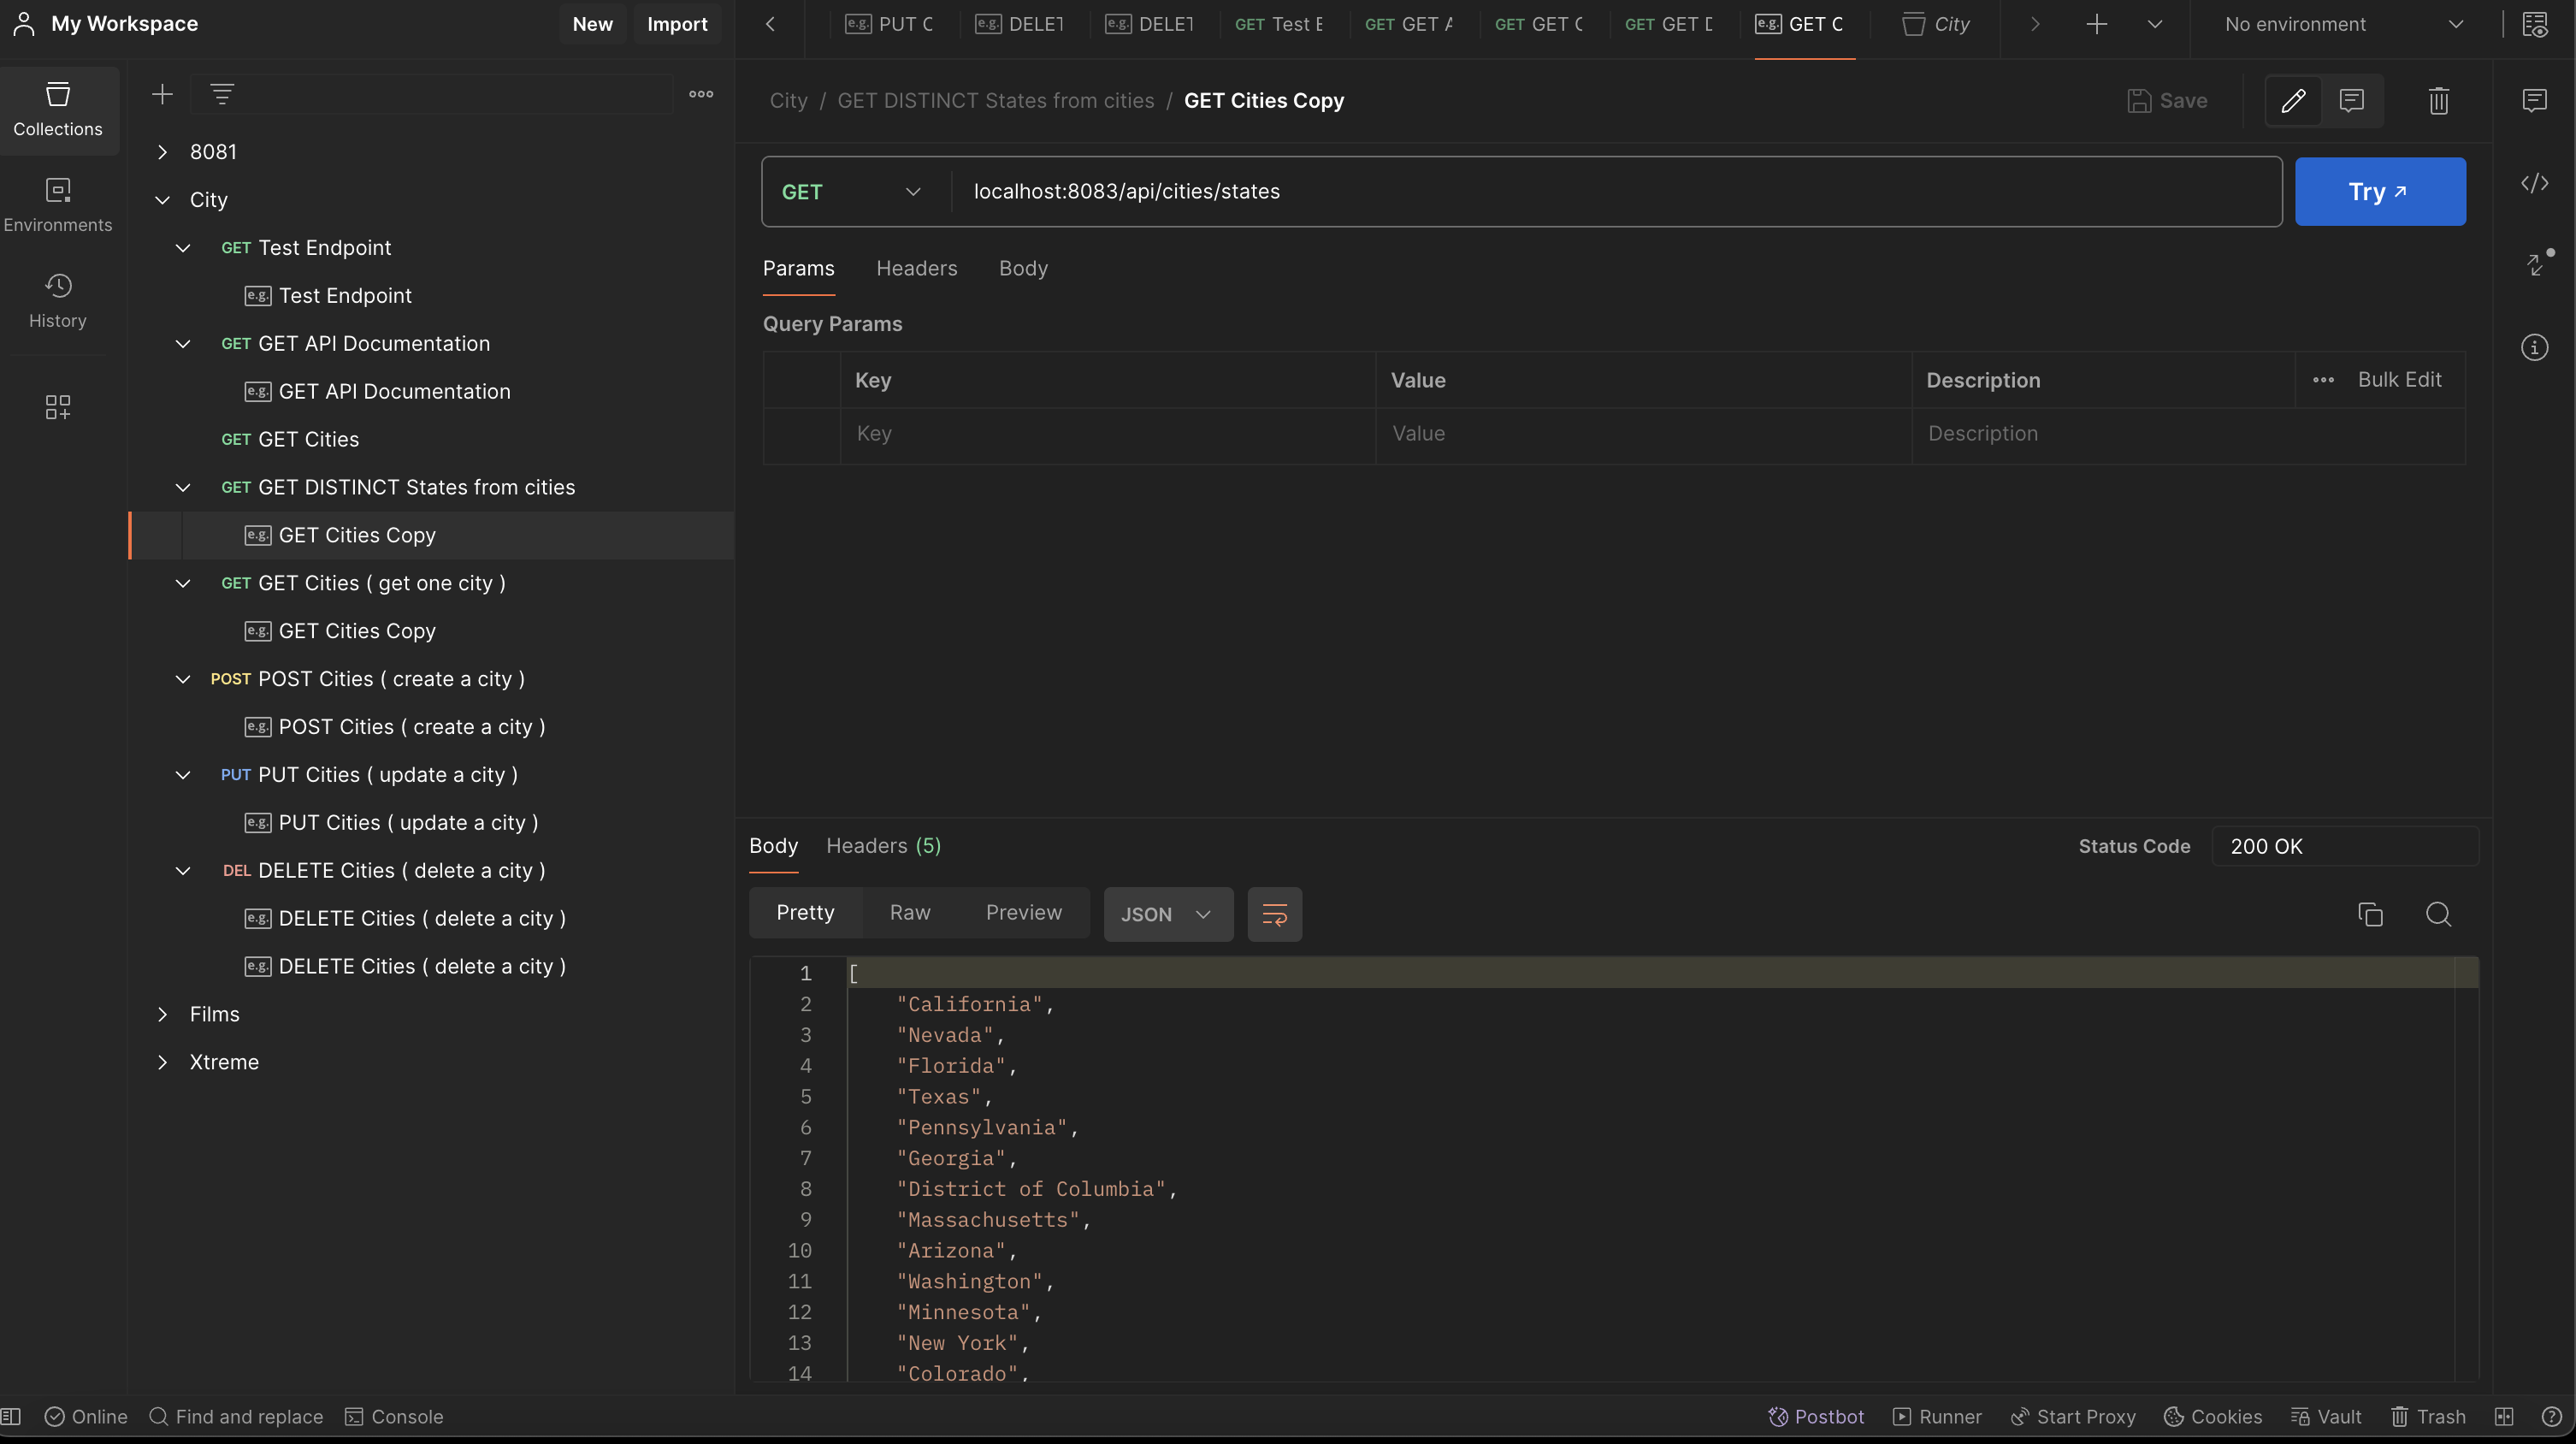 My Workspace
New
Import
e.g. PUT C
e.g. DELET
e.g. DELET
GET Test E
GET GET A
GET GET C
GET GET D
e.g. GET C
City
No environment
Collections
Environments
History
8081
City
GET Test Endpoint
e.g. Test Endpoint
GET GET API Documentation
e.g. GET API Documentation
GET GET Cities
GET GET DISTINCT States from cities
e.g. GET Cities Copy
GET GET Cities ( get one city )
e.g. GET Cities Copy
POST POST Cities ( create a city )
e.g. POST Cities ( create a city )
PUT PUT Cities ( update a city )
e.g. PUT Cities ( update a city )
DEL DELETE Cities ( delete a city )
e.g. DELETE Cities ( delete a city )
e.g. DELETE Cities ( delete a city )
Films
Xtreme
City / GET DISTINCT States from cities / GET Cities Copy
Save
GET
localhost:8083/api/cities/states
Try
Params Headers Body
Query Params
Key Value Description Bulk Edit
Key Value Description
Body Headers (5)
Status Code 200 OK
Pretty Raw Preview JSON
1 [
2 "California",
3 "Nevada",
4 "Florida",
5 "Texas",
6 "Pennsylvania",
7 "Georgia",
8 "District of Columbia",
9 "Massachusetts",
10 "Arizona",
11 "Washington",
12 "Minnesota",
13 "New York",
14 "Colorado",
Online
Find and replace
Console
Postbot
Runner
Start Proxy
Cookies
Vault
Trash